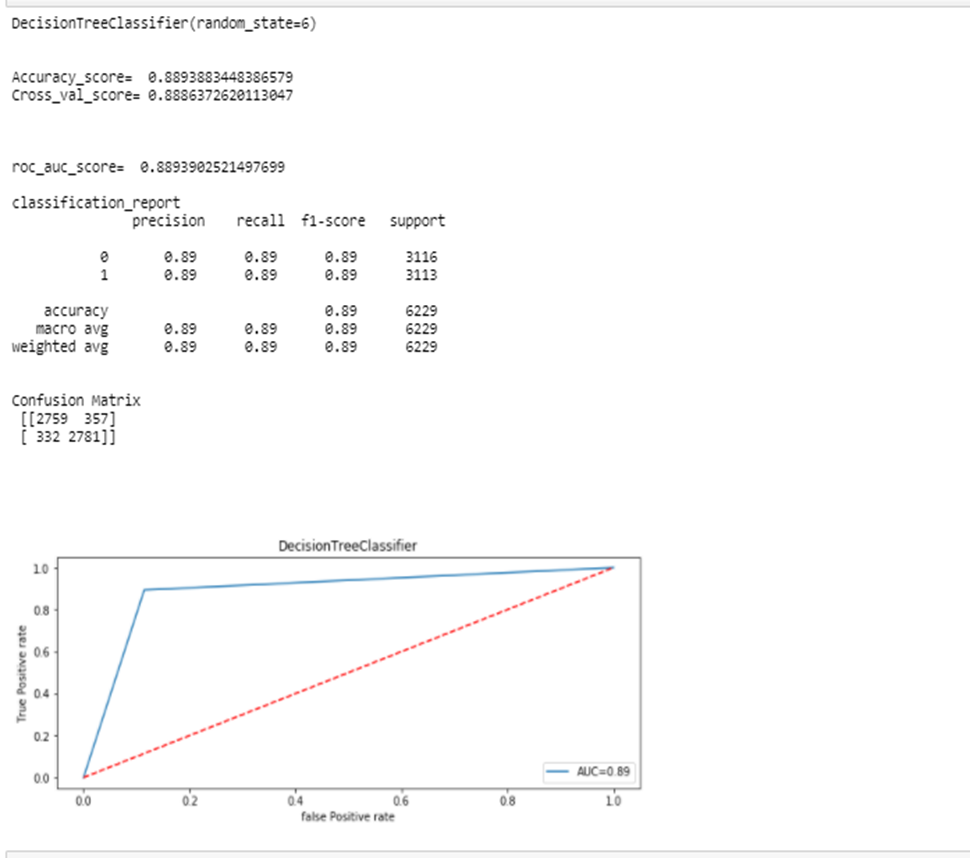 DecisionTreeClassifier(random_state=6)
Accuracy_score=  0.8893883448386579
Cross_val_score= 0.8886372620113047
roc_auc_score=  0.8893902521497699
classification_report
precision    recall  f1-score   support
0       0.89      0.89      0.89      3116
1       0.89      0.89      0.89      3113
accuracy                           0.89      6229
macro avg       0.89      0.89      0.89      6229
weighted avg       0.89      0.89      0.89      6229
Confusion Matrix
[[2759  357]
[ 332 2781]]
DecisionTreeClassifier
1.0
0.8
0.6
0.4
0.2
0.0
True Positive rate
AUC=0.89
0.0 0.2 0.4 0.6 0.8 1.0
false Positive rate